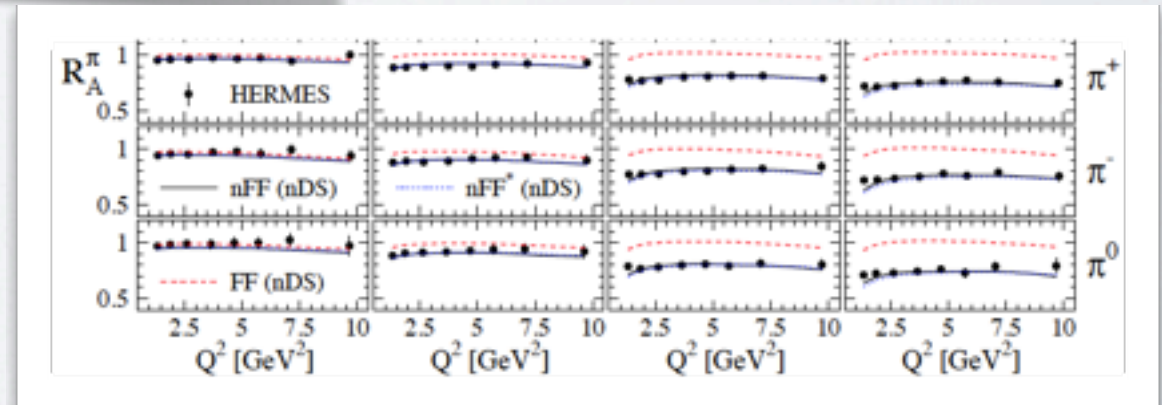 R_A^π 1 0.5 HERMES π⁺
1 0.5 nFF (nDS) nFF* (nDS) π⁻
1 0.5 FF (nDS) π⁰
2.5 5 7.5 10 2.5 5 7.5 10 2.5 5 7.5 10 2.5 5 7.5 10
Q² [GeV²] Q² [GeV²] Q² [GeV²] Q² [GeV²]